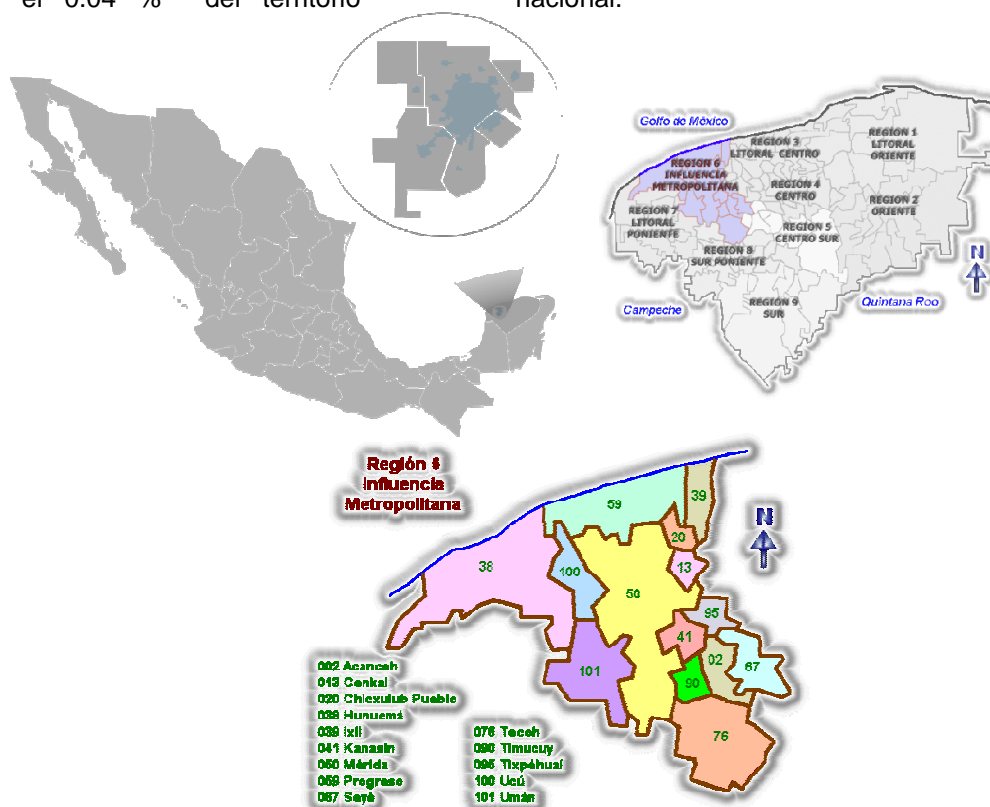 el 0.04 % del territorio nacional.
Golfo de México
REGION 1
LITORAL
ORIENTE
REGION 3
LITORAL CENTRO
REGION 6
INFLUENCIA
METROPOLITANA
REGION 4
CENTRO
REGION 2
ORIENTE
REGION 7
LITORAL
PONIENTE
REGION 5
CENTRO SUR
REGION 8
SUR PONIENTE
N
Campeche
REGION 9
SUR
Quintana Roo
Región 6
Influencia
Metropolitana
N
59
39
20
38
100
13
50
95
41
02
67
101
90
76
002 Acanceh
013 Conkal
020 Chicxulub Pueblo
038 Hunucmá
039 Ixil
041 Kanasín
050 Mérida
059 Progreso
067 Seyé
076 Tecoh
090 Timucuy
095 Tixpéhual
100 Ucú
101 Umán